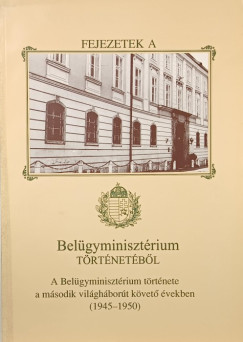 FEJEZETEK A
Belügyminisztérium
TÖRTÉNETÉBŐL
A Belügyminisztérium története
a második világháborút követő években
(1945–1950)